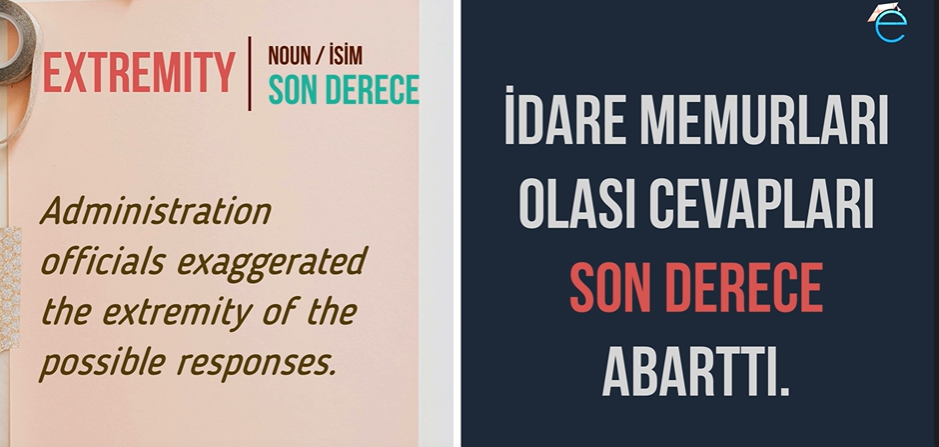 EXTREMITY
NOUN / İSİM
SON DERECE
Administration
officials exaggerated
the extremity of the
possible responses.
e
İDARE MEMURLARI
OLASI CEVAPLARI
SON DERECE
ABARTTI.